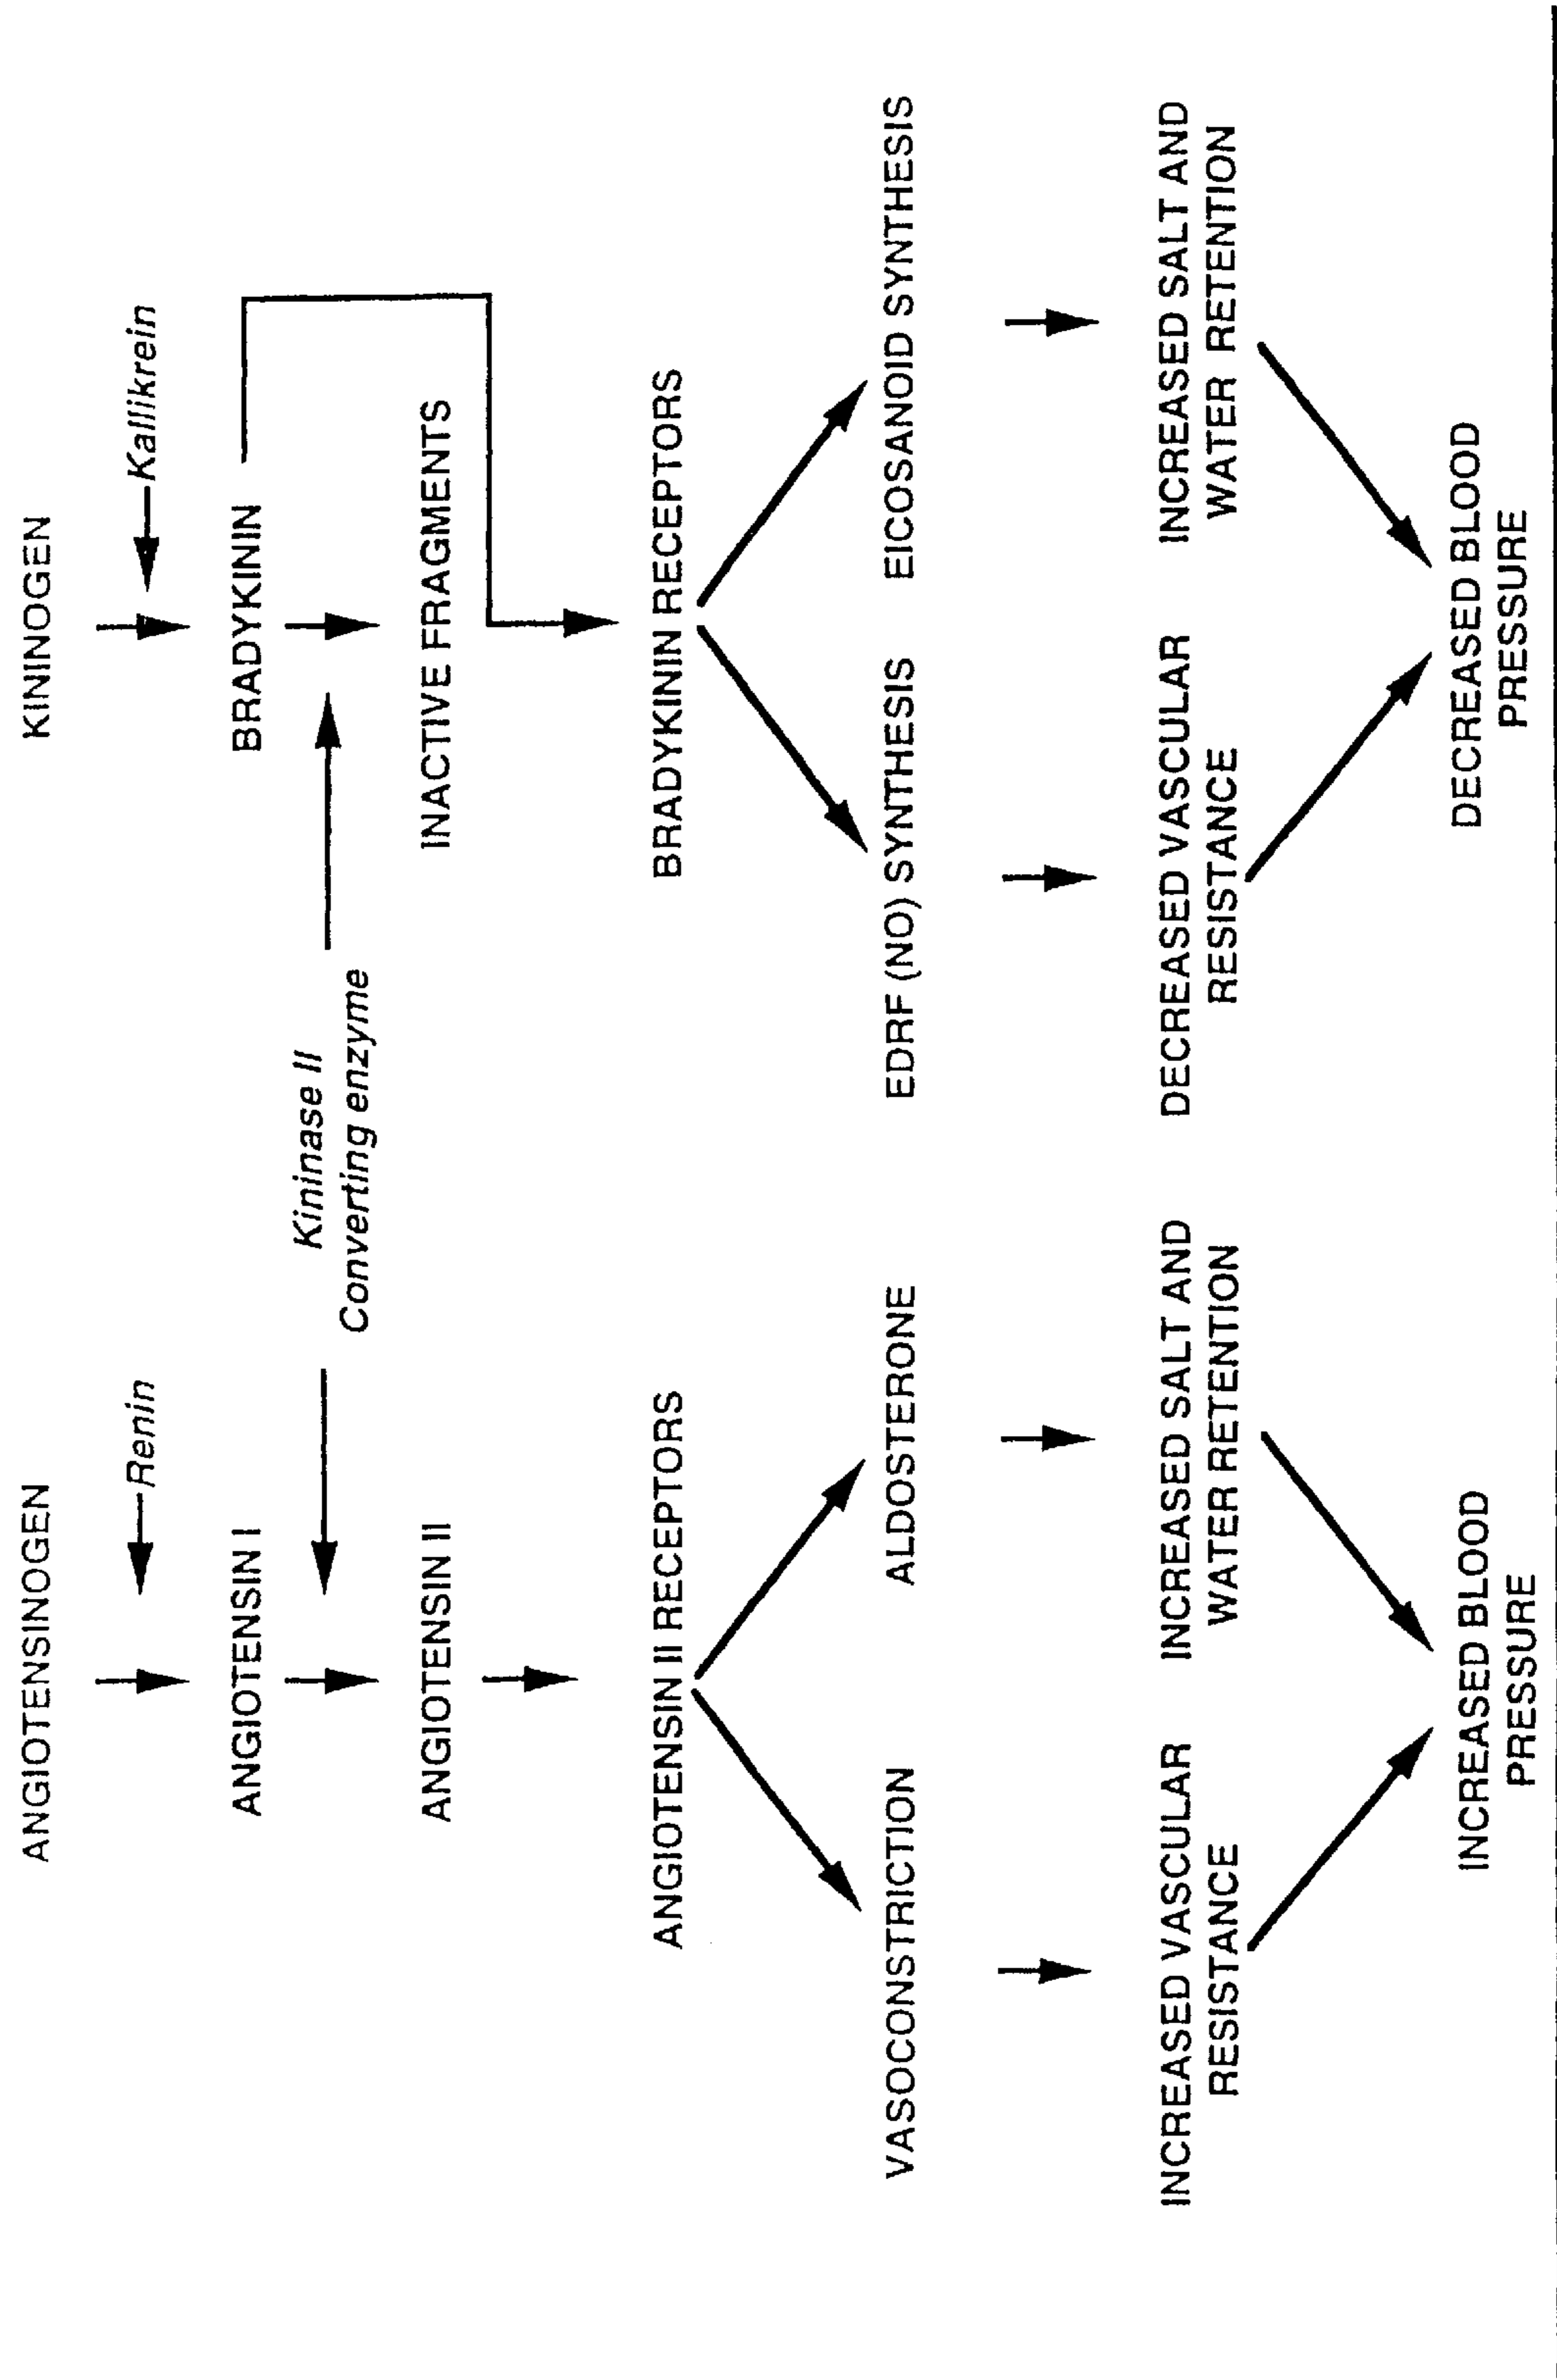 ANGIOTENSINOGEN
KININOGEN
Renin
Kallikrein
ANGIOTENSIN I
BRADYKININ
Kininase II
Converting enzyme
ANGIOTENSIN II
INACTIVE FRAGMENTS
ANGIOTENSIN II RECEPTORS
BRADYKININ RECEPTORS
VASOCONSTRICTION
ALDOSTERONE
EDRF (NO) SYNTHESIS
EICOSANOID SYNTHESIS
INCREASED VASCULAR
RESISTANCE
INCREASED SALT AND
WATER RETENTION
DECREASED VASCULAR
RESISTANCE
INCREASED SALT AND
WATER RETENTION
INCREASED BLOOD
PRESSURE
DECREASED BLOOD
PRESSURE